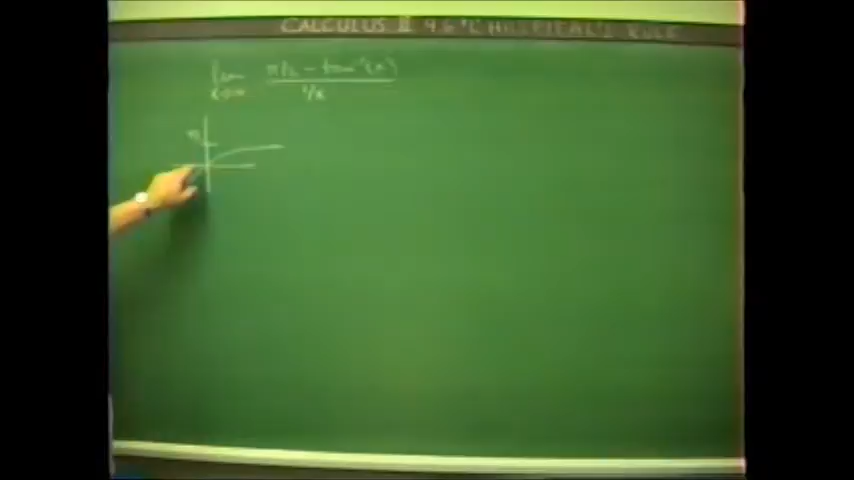 CALCULUS II 4.6 L'HOSPITAL'S RULE
lim π/2 - tan⁻¹(x)
x→∞ 1/x